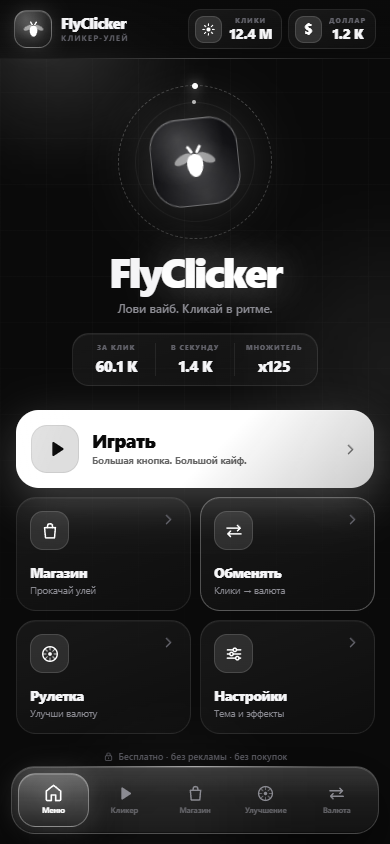 FlyClicker
КЛИКЕР-УЛЕЙ
КЛИКИ
12.4 M
$
ДОЛЛАР
1.2 K
FlyClicker
Лови вайб. Кликай в ритме.
ЗА КЛИК
60.1 K
В СЕКУНДУ
1.4 K
МНОЖИТЕЛЬ
x125
Играть
Большая кнопка. Большой кайф.
Магазин
Прокачай улей
Обменять
Клики → валюта
Рулетка
Улучши валюту
Настройки
Тема и эффекты
Бесплатно · без рекламы · без покупок
Меню
Кликер
Магазин
Улучшение
Валюта